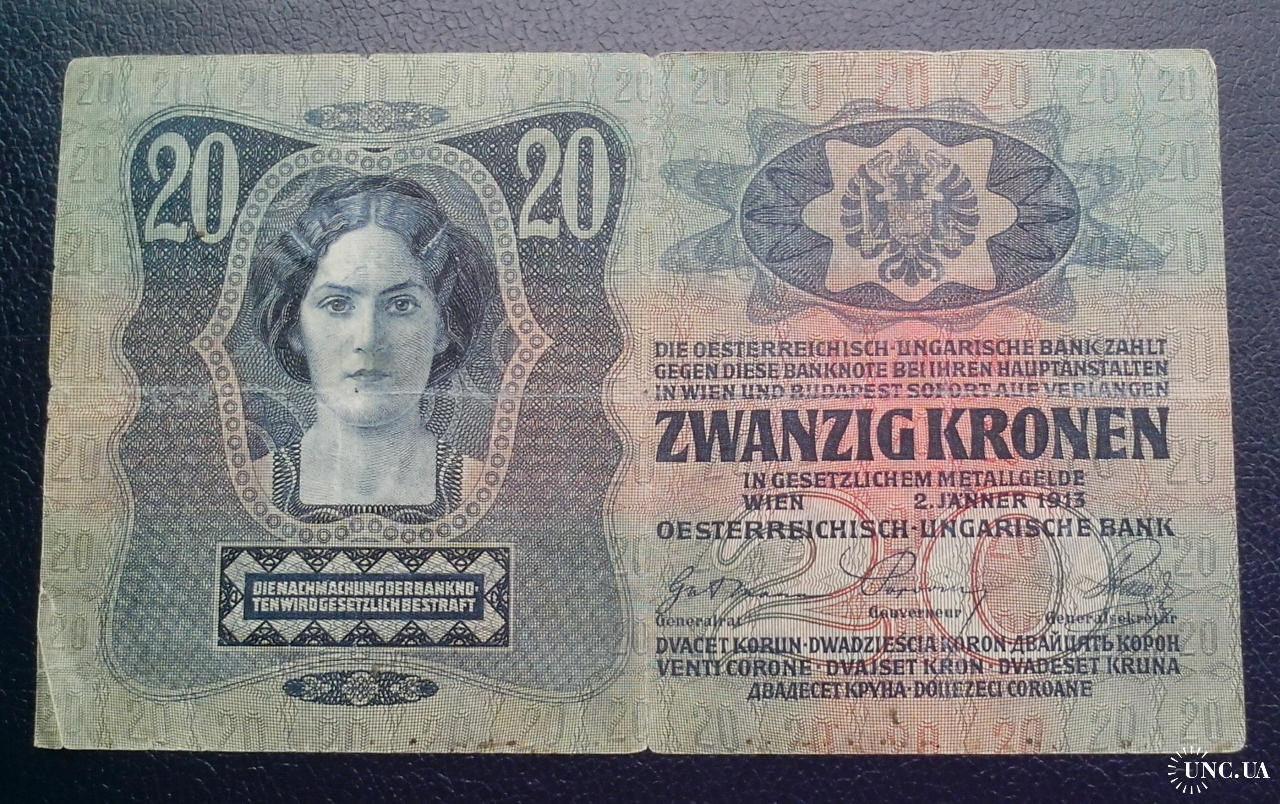 20 20
DIE NACHMACHUNG DER BANKNO-
TEN WIRD GESETZLICH BESTRAFT
DIE OESTERREICHISCH-UNGARISCHE BANK ZAHLT
GEGEN DIESE BANKNOTE BEI IHREN HAUPTANSTALTEN
IN WIEN UND BUDAPEST SOFORT AUF VERLANGEN
ZWANZIG KRONEN
IN GESETZLICHEM METALLGELDE
WIEN 2. JÄNNER 1913
OESTERREICHISCH-UNGARISCHE BANK
20
Generalrat Gouverneur Generalsekretär
DVACET KORUN · DWADZIEŚCIA KORON · ДВАЙЦЯТЬ КОРОН
VENTI CORONE · DVAJSET KRON · DVADESET KRUNA
ДВАДЕСЕТ КРУНА · DOUEZECI COROANE
UNC.UA